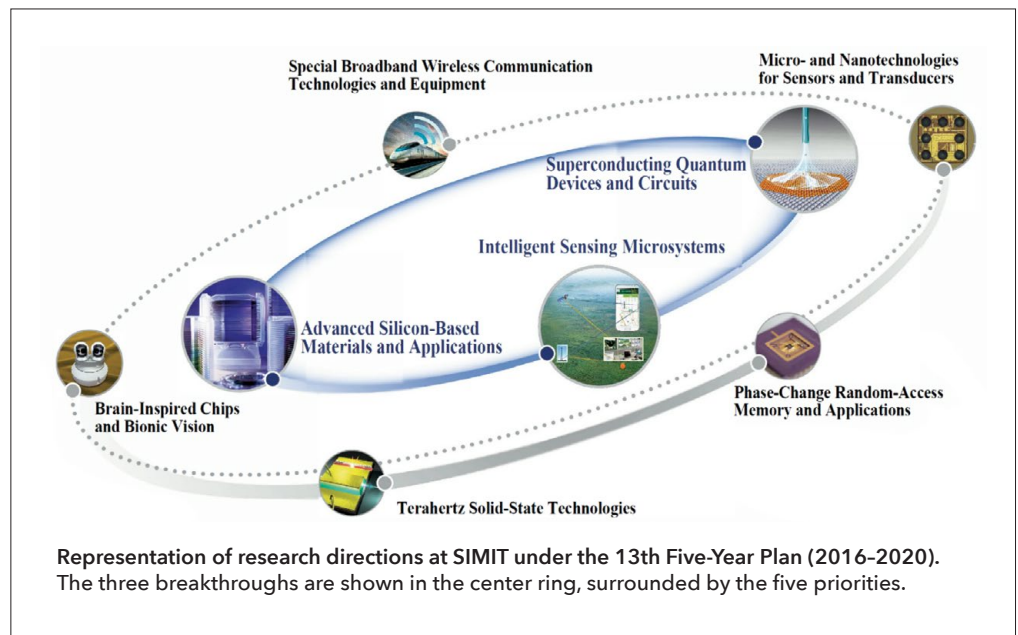 Special Broadband Wireless Communication
Technologies and Equipment
Micro- and Nanotechnologies
for Sensors and Transducers
Superconducting Quantum
Devices and Circuits
Intelligent Sensing Microsystems
Advanced Silicon-Based
Materials and Applications
Brain-Inspired Chips
and Bionic Vision
Phase-Change Random-Access
Memory and Applications
Terahertz Solid-State Technologies
Representation of research directions at SIMIT under the 13th Five-Year Plan (2016–2020).
The three breakthroughs are shown in the center ring, surrounded by the five priorities.